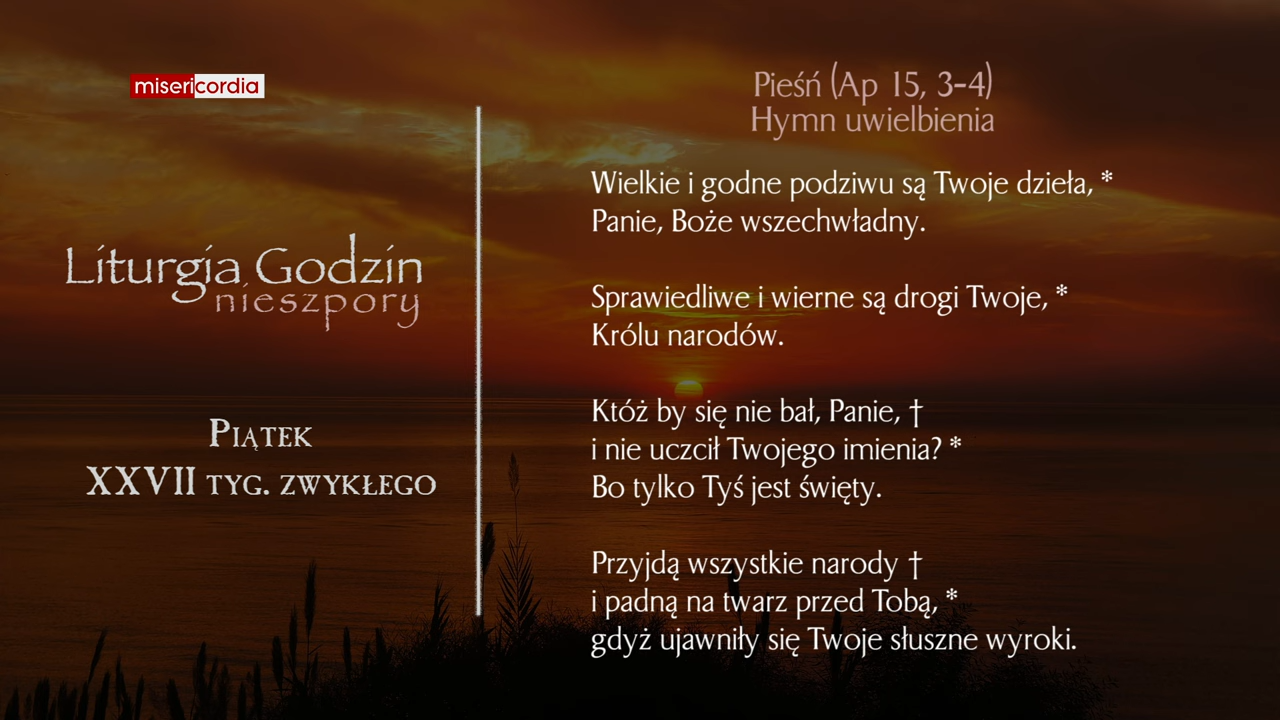 misericordia
Liturgia Godzin
nieszpory
Piątek
XXVII tyg. zwykłego
Pieśń (Ap 15, 3-4)
Hymn uwielbienia
Wielkie i godne podziwu są Twoje dzieła, *
Panie, Boże wszechwładny.
Sprawiedliwe i wierne są drogi Twoje, *
Królu narodów.
Któż by się nie bał, Panie, †
i nie uczcił Twojego imienia? *
Bo tylko Tyś jest święty.
Przyjdą wszystkie narody †
i padną na twarz przed Tobą, *
gdyż ujawniły się Twoje słuszne wyroki.